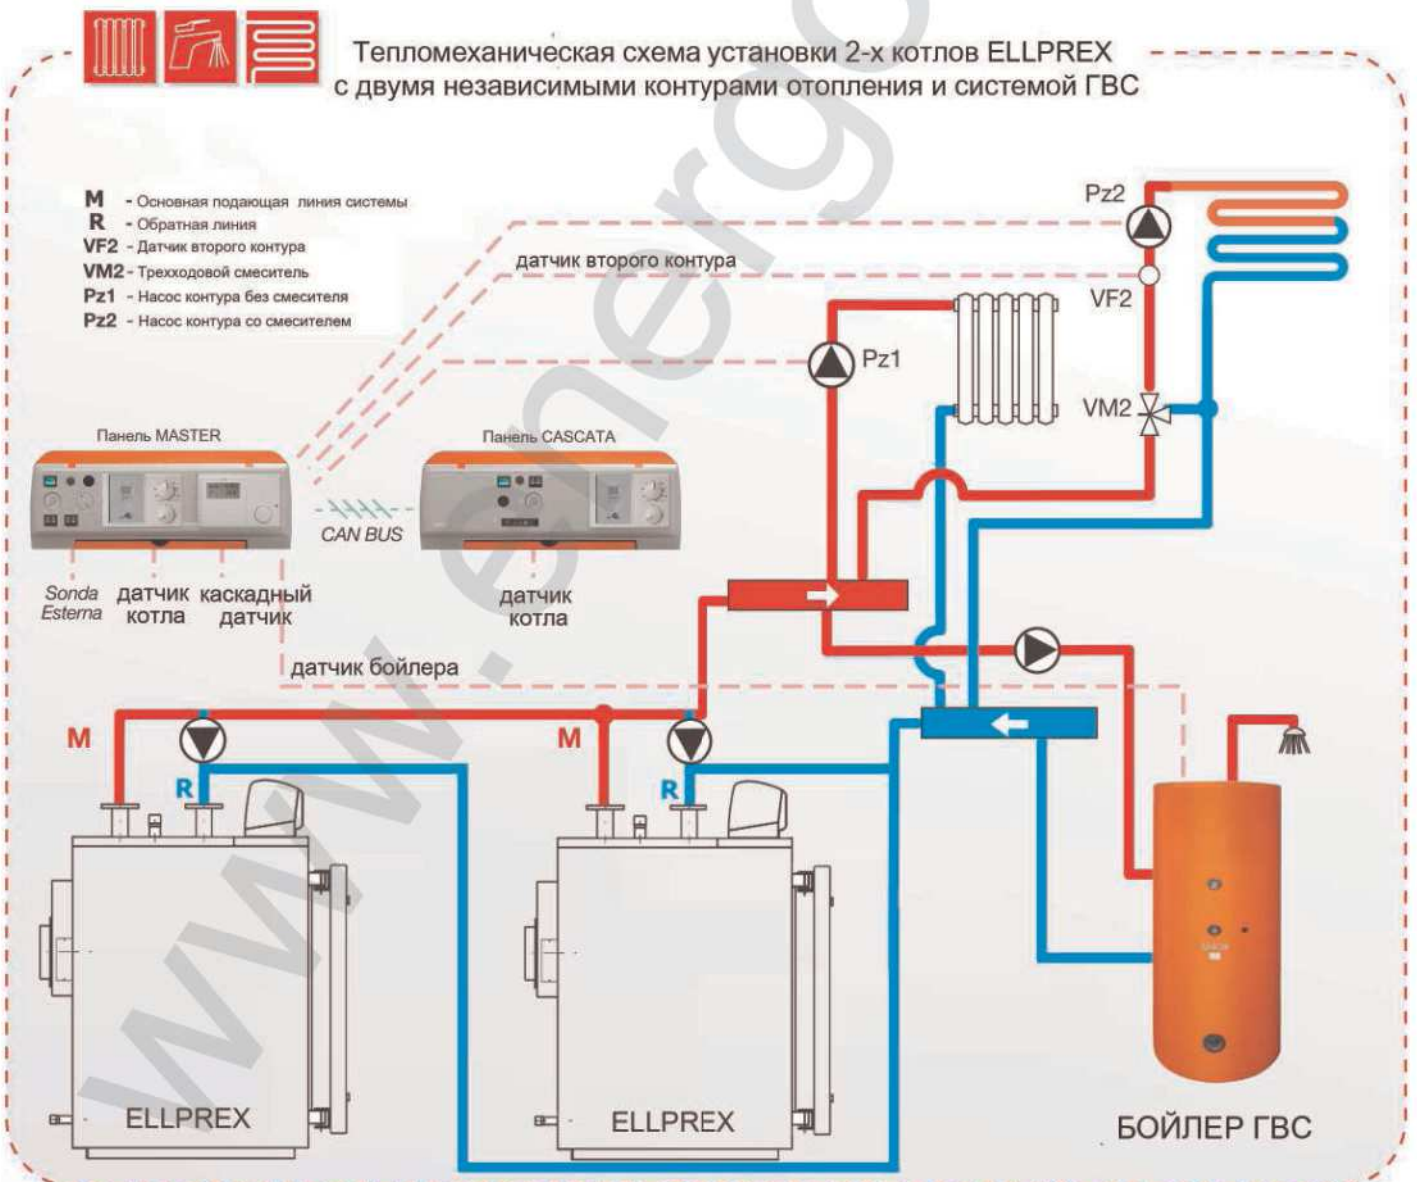 Тепломеханическая схема установки 2-х котлов ELLPREX
с двумя независимыми контурами отопления и системой ГВС
M - Основная подающая линия системы
R - Обратная линия
VF2 - Датчик второго контура
VM2 - Трехходовой смеситель
Pz1 - Насос контура без смесителя
Pz2 - Насос контура со смесителем
Pz2
датчик второго контура
VF2
Pz1
VM2
Панель MASTER
Панель CASCATA
CAN BUS
Sonda
Esterna
датчик
котла
каскадный
датчик
датчик
котла
датчик бойлера
M
R
M
R
ELLPREX
ELLPREX
БОЙЛЕР ГВС
www.energo